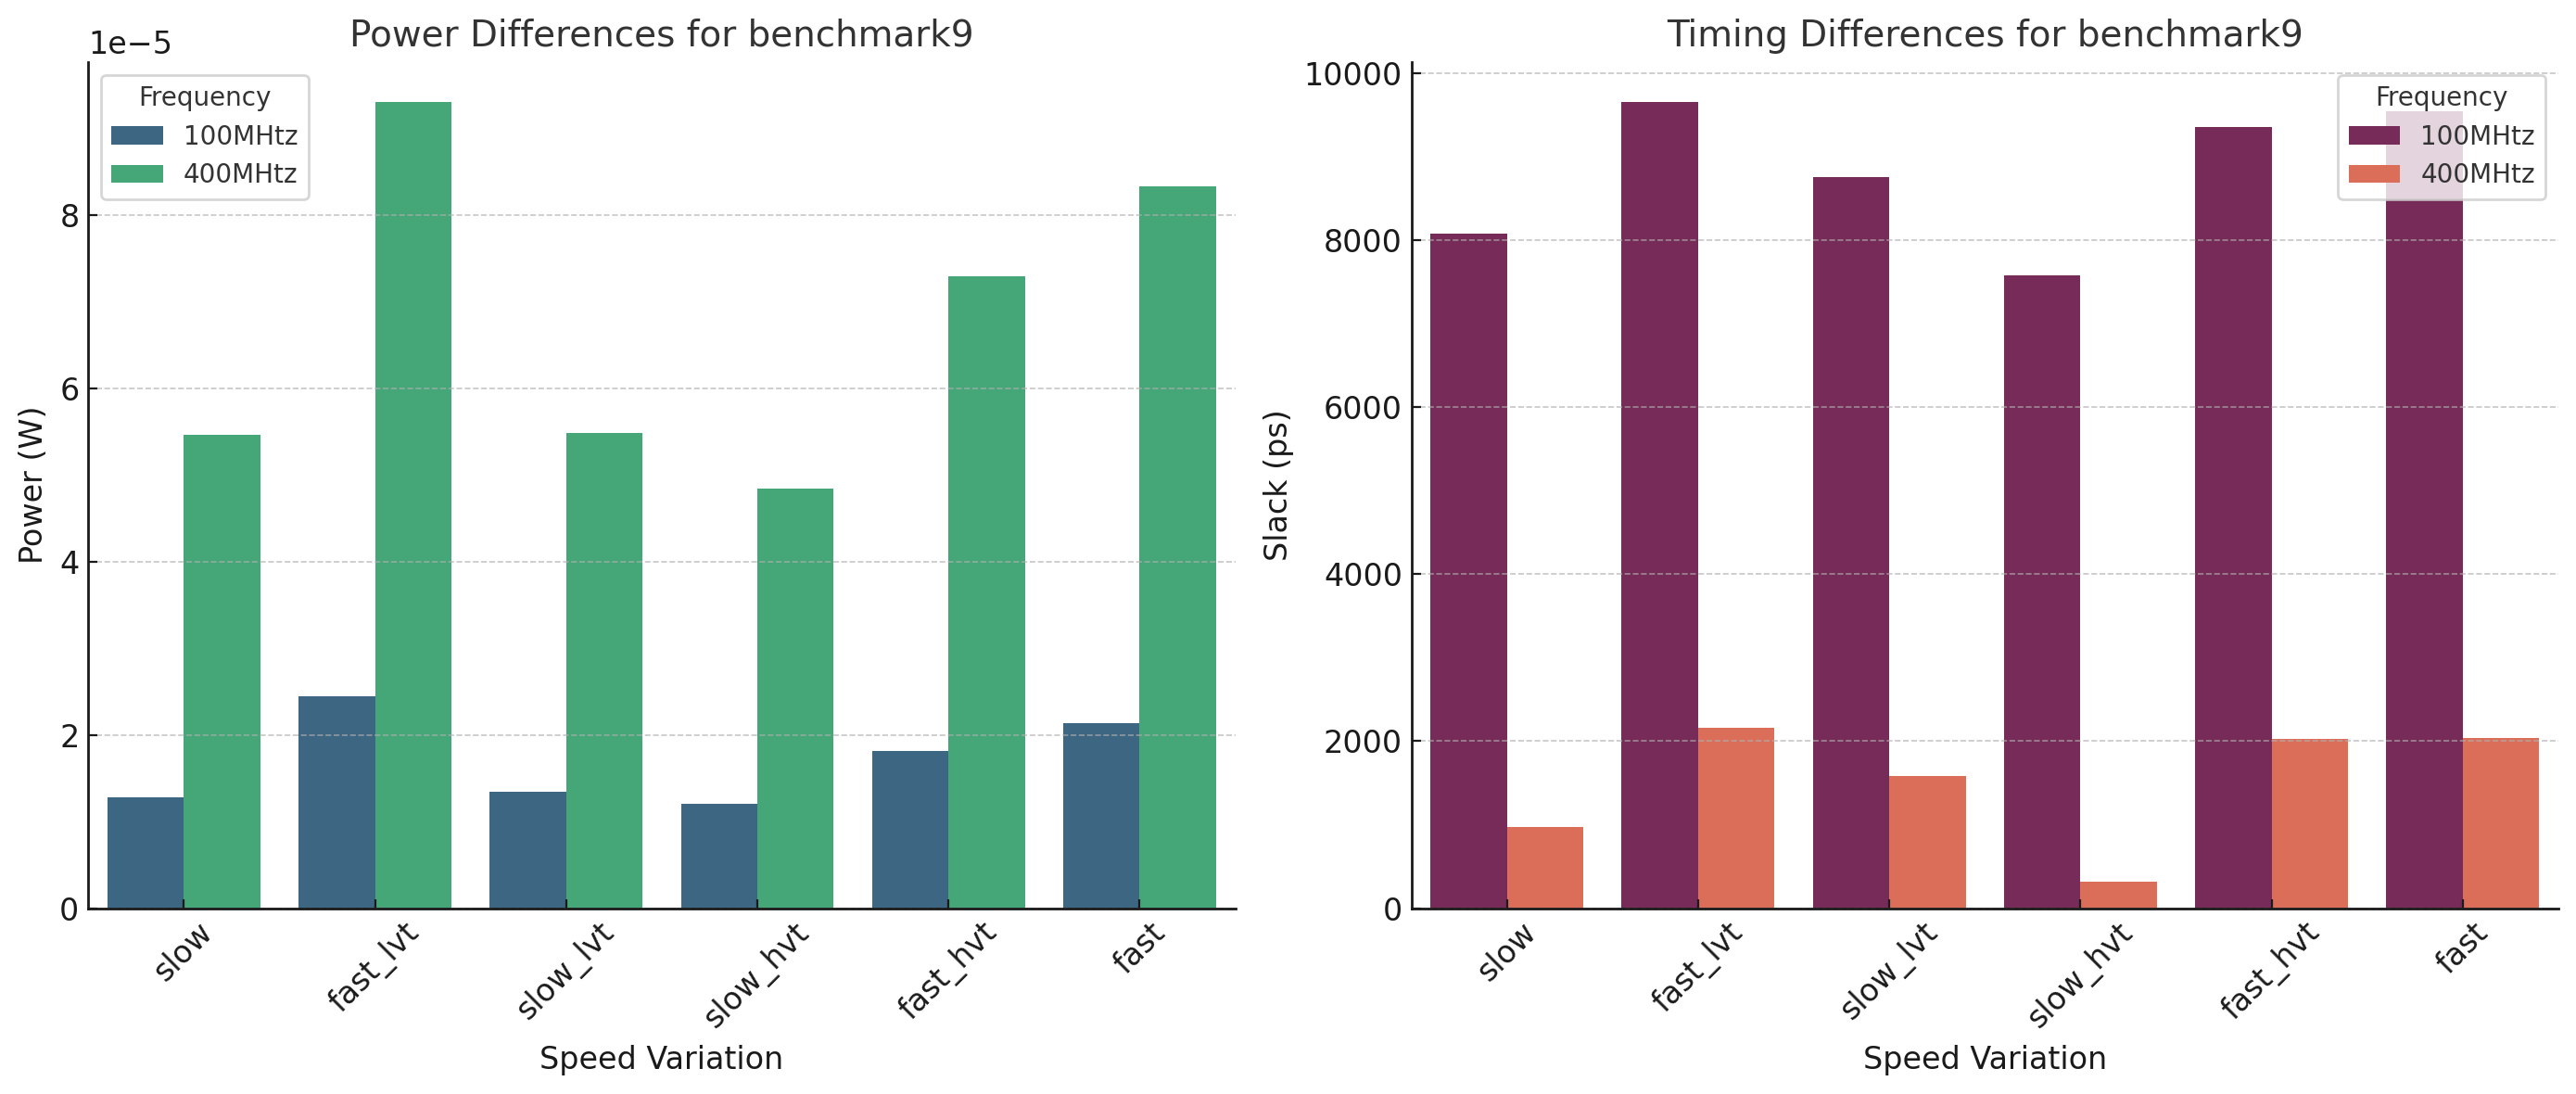 Power Differences for benchmark9
1e−5
Frequency
100MHtz
400MHtz
8
6
4
2
0
Power (W)
slow
fast_lvt
slow_lvt
slow_hvt
fast_hvt
fast
Speed Variation
Timing Differences for benchmark9
Frequency
100MHtz
400MHtz
10000
8000
6000
4000
2000
0
Slack (ps)
slow
fast_lvt
slow_lvt
slow_hvt
fast_hvt
fast
Speed Variation